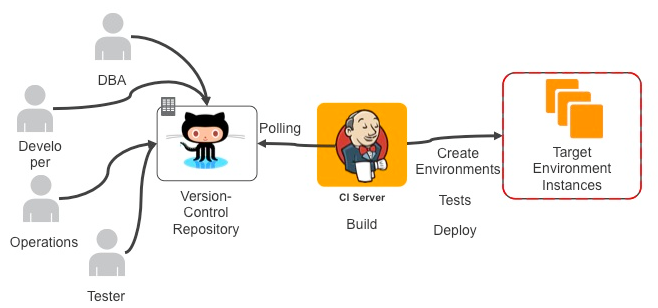 DBA
Develo
per
Operations
Tester
Version-
Control
Repository
Polling
CI Server
Build
Create
Environments
Tests
Deploy
Target
Environment
Instances